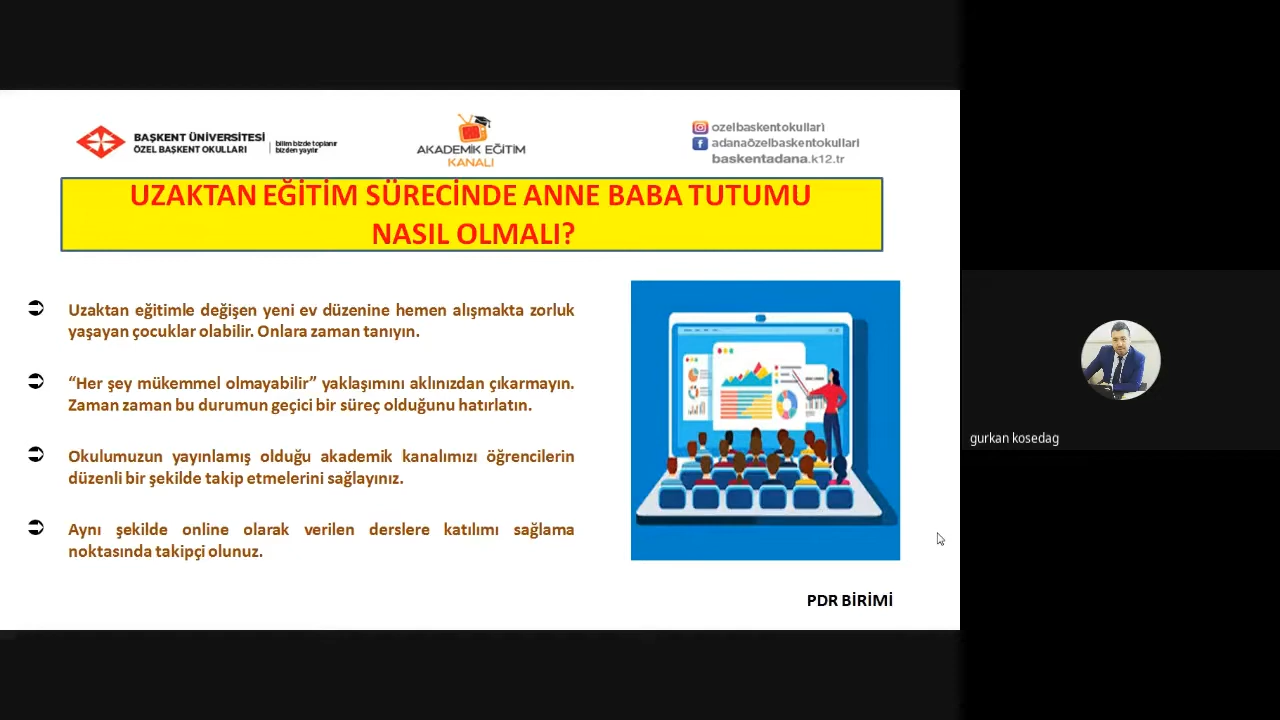 BAŞKENT ÜNİVERSİTESİ
ÖZEL BAŞKENT OKULLARI
bilim bizde toplanır
bizden yayılır
AKADEMİK EĞİTİM
KANALI
ozelbaskentokullari
adanaözelbaskentokullari
baskentadana.k12.tr
UZAKTAN EĞİTİM SÜRECİNDE ANNE BABA TUTUMU
NASIL OLMALI?
Uzaktan eğitimle değişen yeni ev düzenine hemen alışmakta zorluk
yaşayan çocuklar olabilir. Onlara zaman tanıyın.
“Her şey mükemmel olmayabilir” yaklaşımını aklınızdan çıkarmayın.
Zaman zaman bu durumun geçici bir süreç olduğunu hatırlatın.
Okulumuzun yayınlamış olduğu akademik kanalımızı öğrencilerin
düzenli bir şekilde takip etmelerini sağlayınız.
Aynı şekilde online olarak verilen derslere katılımı sağlama
noktasında takipçi olunuz.
PDR BİRİMİ
gurkan kosedag